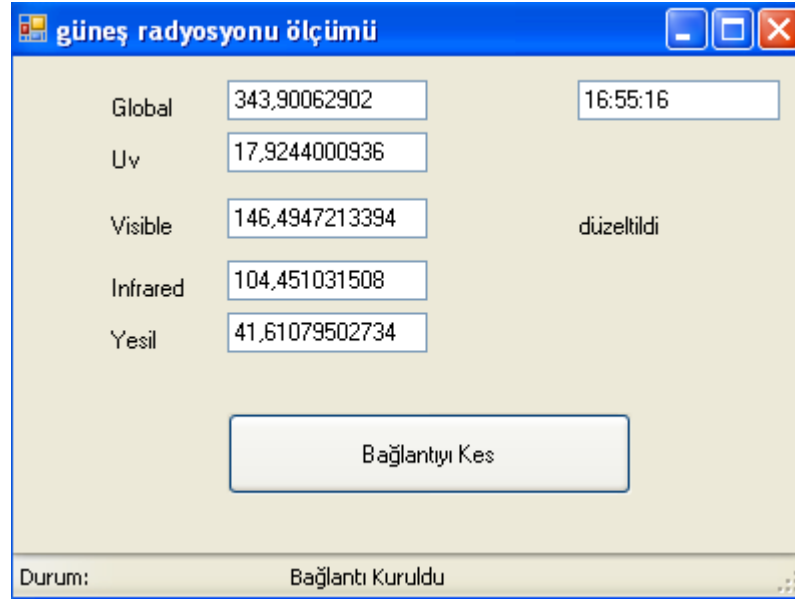 güneş radyosyonu ölçümü
Global 343,90062902 16:55:16
Uv 17,9244000936
Visible 146,4947213394 düzeltildi
Infrared 104,451031508
Yesil 41,61079502734
Bağlantıyı Kes
Durum: Bağlantı Kuruldu